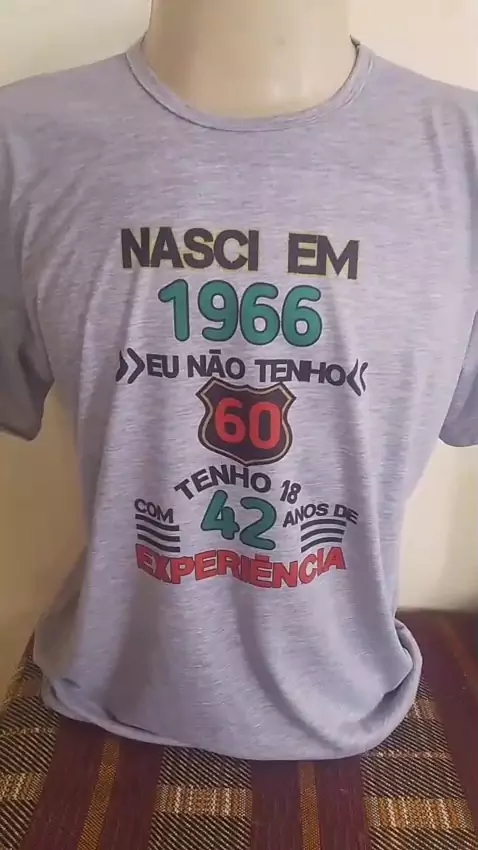 NASCI EM
1966
EU NÃO TENHO
60
TENHO 18
COM 42 ANOS DE
EXPERIÊNCIA